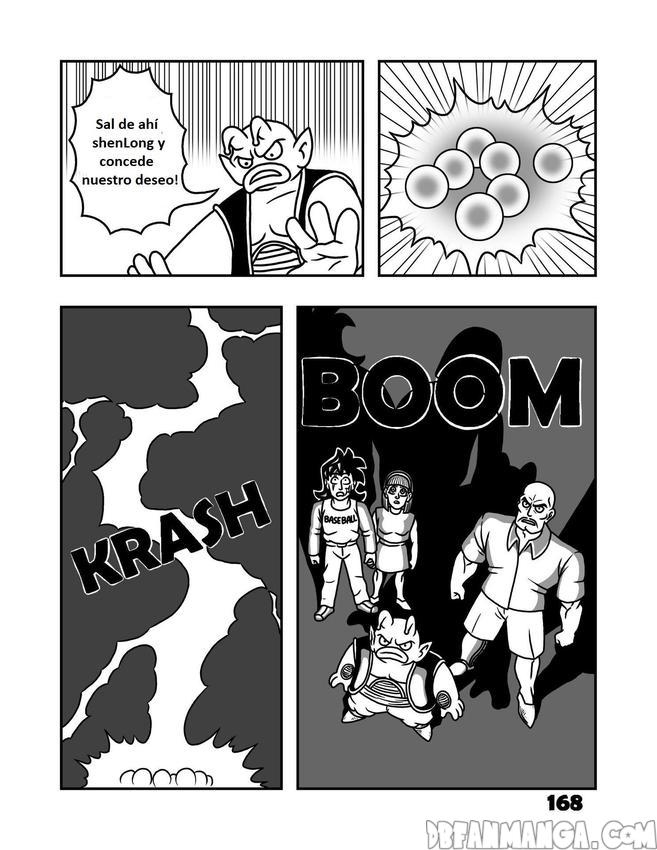 Sal de ahí
shenLong y
concede
nuestro deseo!
KRASH
BOOM
BASEBALL
168
DBFANMANGA.COM